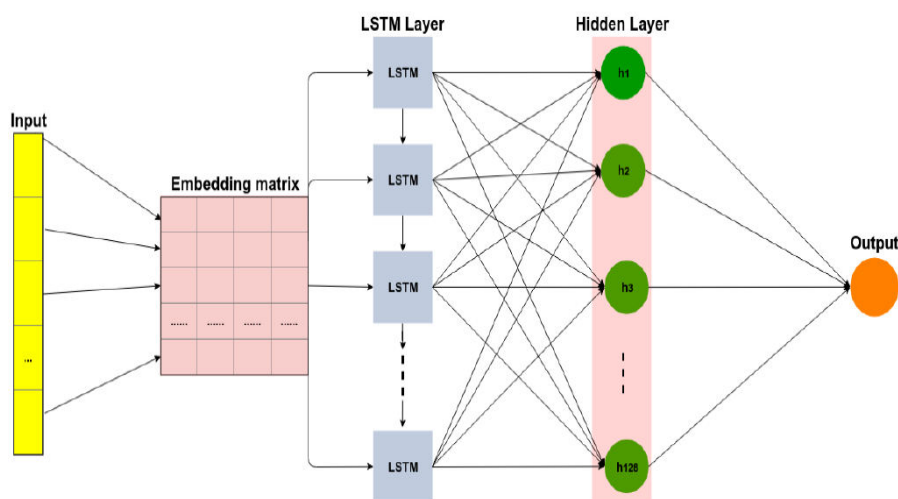 LSTM Layer
Hidden Layer
LSTM
h1
Input
...
Embedding matrix
...... ...... ...... ......
LSTM
h2
LSTM
h3
Output
LSTM
h128